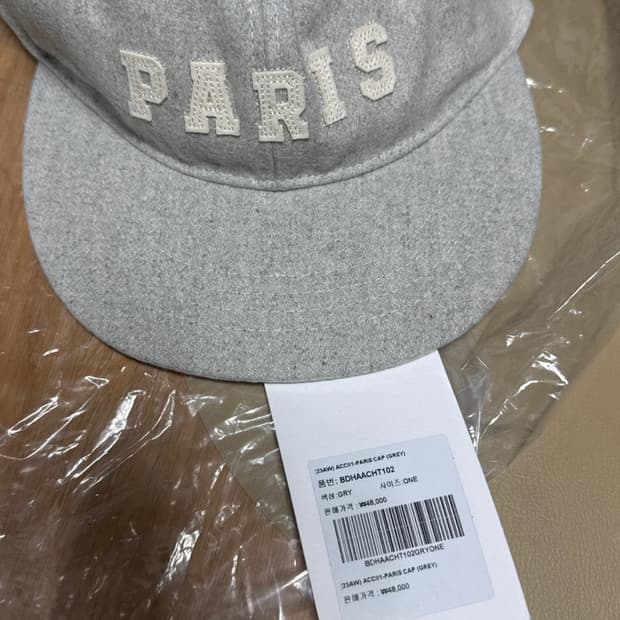 PARIS
(23AW) ACC01-PARIS CAP (GREY)
품번 : BDHAACHT102
색상:GRY 사이즈:ONE
판매가격 : ₩48,000
BDHAACHT102GRYONE
(23AW) ACC01-PARIS CAP (GREY)
판매가격 : ₩48,000